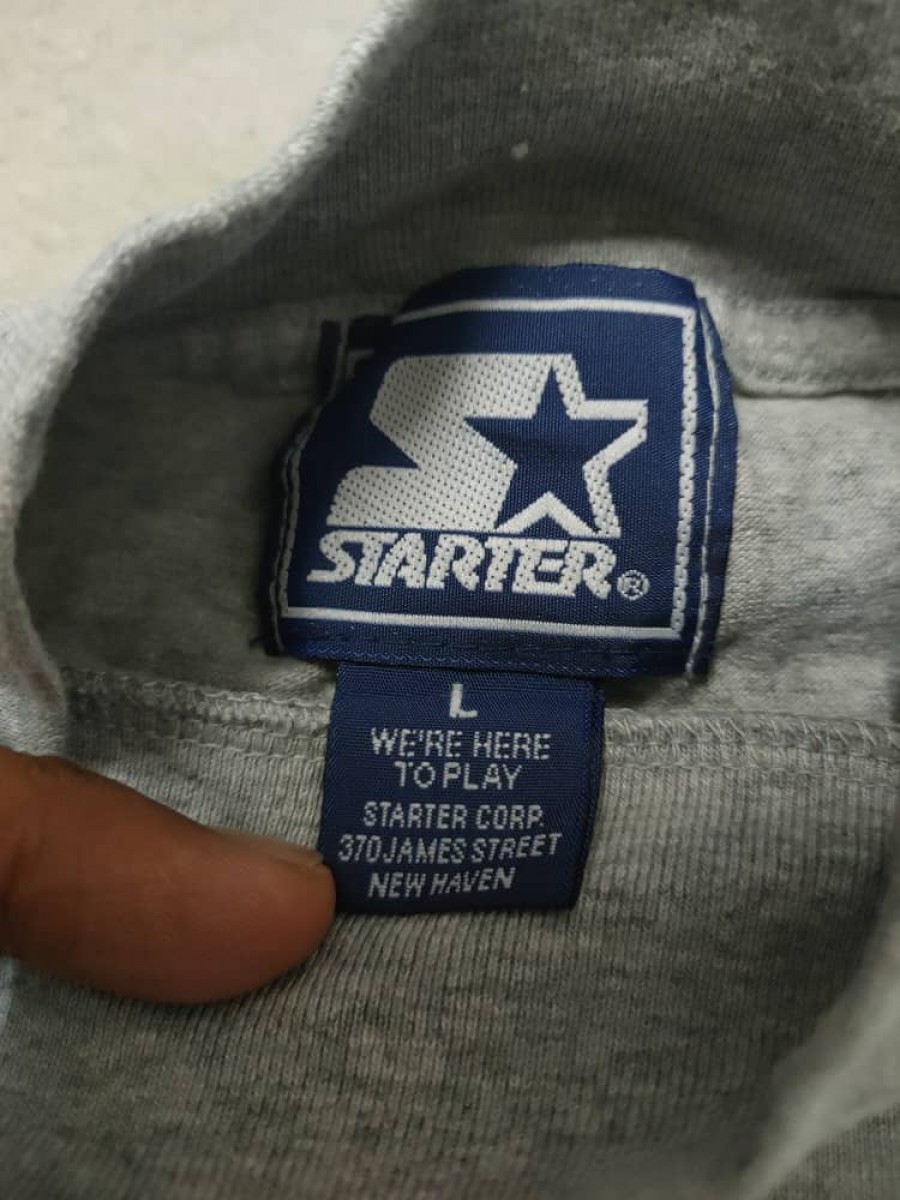 STARTER®
L
WE'RE HERE
TO PLAY
STARTER CORP.
370 JAMES STREET
NEW HAVEN